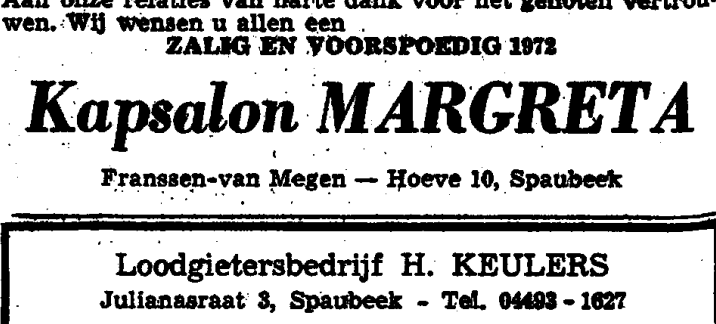 Aan onze relaties van harte dank voor het genoten vertrou-
wen. Wij wensen u allen een
ZALIG EN VOORSPOEDIG 1972
Kapsalon MARGRETA
Franssen-van Megen — Hoeve 10, Spaubeek
Loodgietersbedrijf H. KEULERS
Julianasraat 3, Spaubeek - Tel. 04493 - 1627